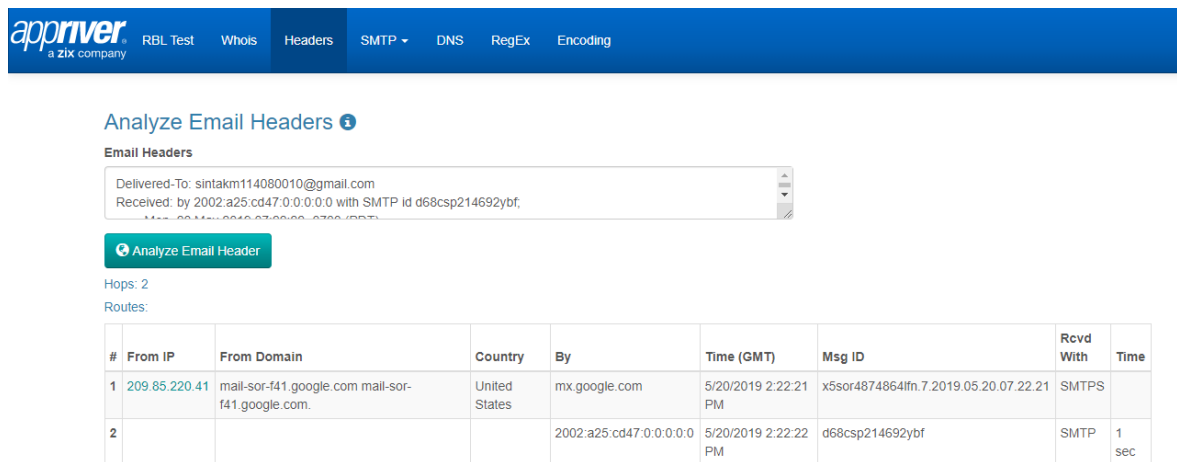 appriver
a zix company
RBL Test Whois Headers SMTP DNS RegEx Encoding
Analyze Email Headers
Email Headers
Delivered-To: sintakm114080010@gmail.com
Received: by 2002:a25:cd47:0:0:0:0:0 with SMTP id d68csp214692ybf;
Analyze Email Header
Hops: 2
Routes:
# From IP From Domain Country By Time (GMT) Msg ID Rcvd With Time
1 209.85.220.41 mail-sor-f41.google.com mail-sor- United mx.google.com 5/20/2019 2:22:21 x5sor4874864lfn.7.2019.05.20.07.22.21 SMTPS
f41.google.com. States PM
2 2002:a25:cd47:0:0:0:0:0 5/20/2019 2:22:22 d68csp214692ybf SMTP 1
PM sec